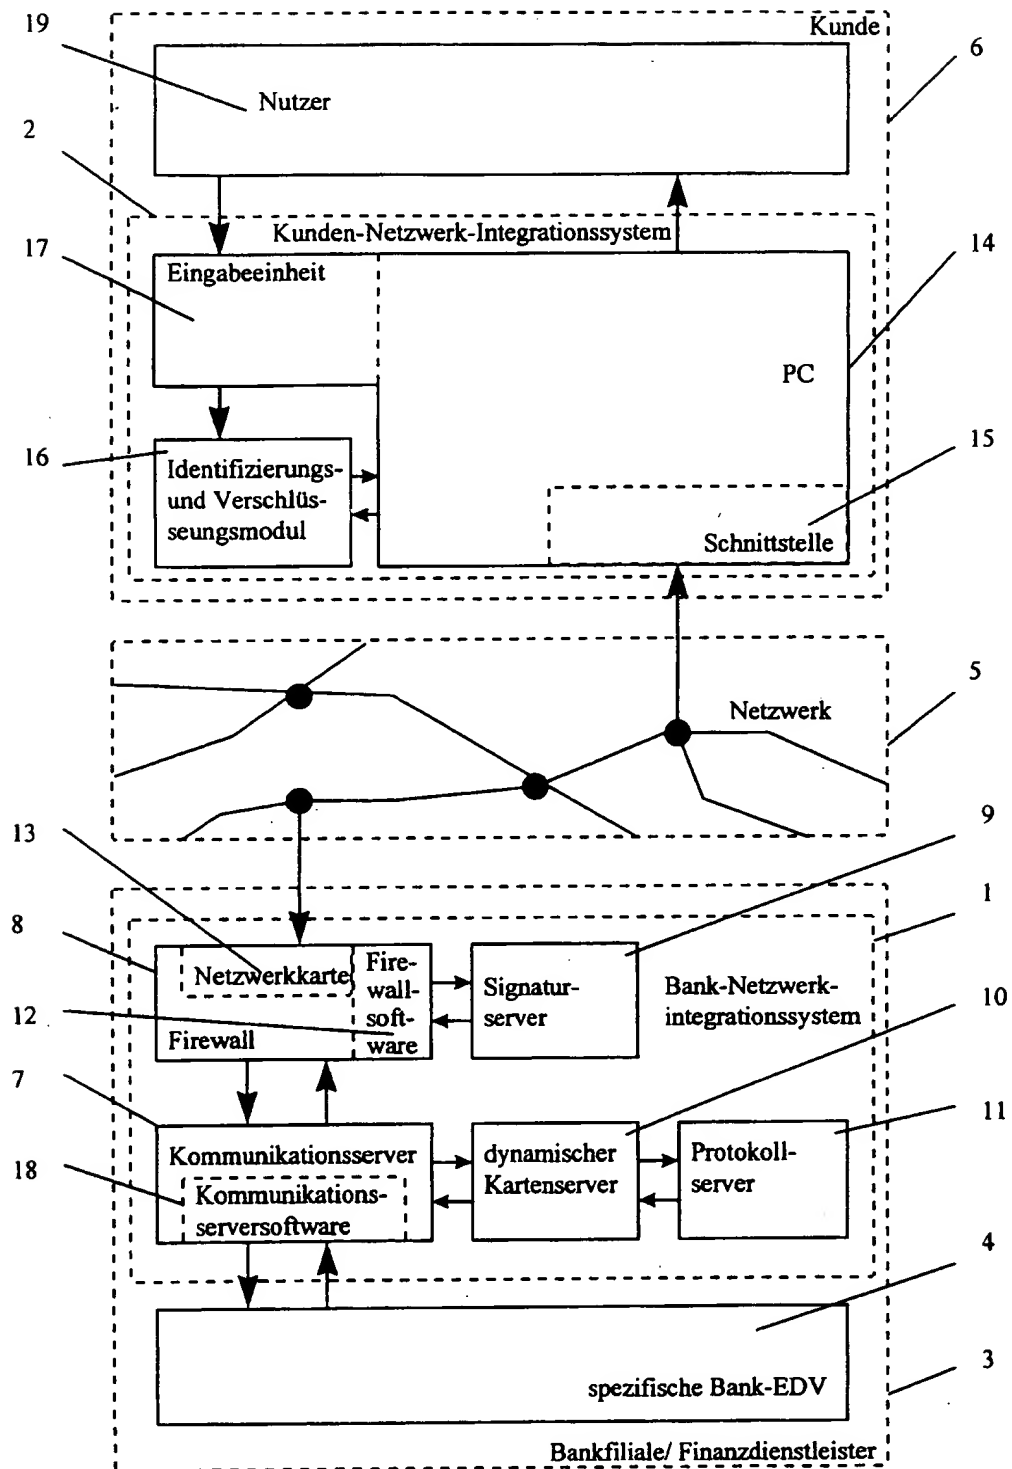 19
Kunde
6
Nutzer
2
Kunden-Netzwerk-Integrationssystem
17
Eingabeeinheit
14
PC
15
16
Identifizierungs-
und Verschlüs-
seungsmodul
Schnittstelle
5
Netzwerk
9
13
1
8
Netzwerkkarte
Fire-
wall-
soft-
ware
Signatur-
server
Bank-Netzwerk-
integrationssystem
10
12
Firewall
7
11
Kommunikationsserver
dynamischer
Kartenserver
Protokoll-
server
18
Kommunikations-
serversoftware
4
spezifische Bank-EDV
3
Bankfiliale/ Finanzdienstleister